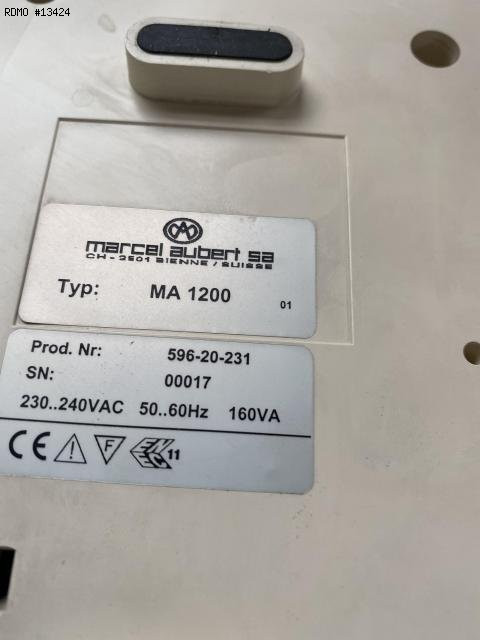 RDMO #13424
marcel aubert sa
CH - 2501 BIENNE / SUISSE
Typ: MA 1200
01
Prod. Nr: 596-20-231
SN: 00017
230..240VAC 50..60Hz 160VA
CE F 11